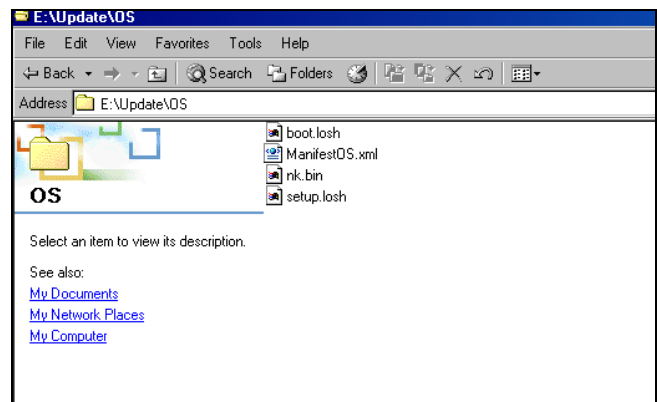 E:\Update\OS
File Edit View Favorites Tools Help
Back Search Folders
Address E:\Update\OS
boot.losh
ManifestOS.xml
nk.bin
setup.losh
OS
Select an item to view its description.
See also:
My Documents
My Network Places
My Computer